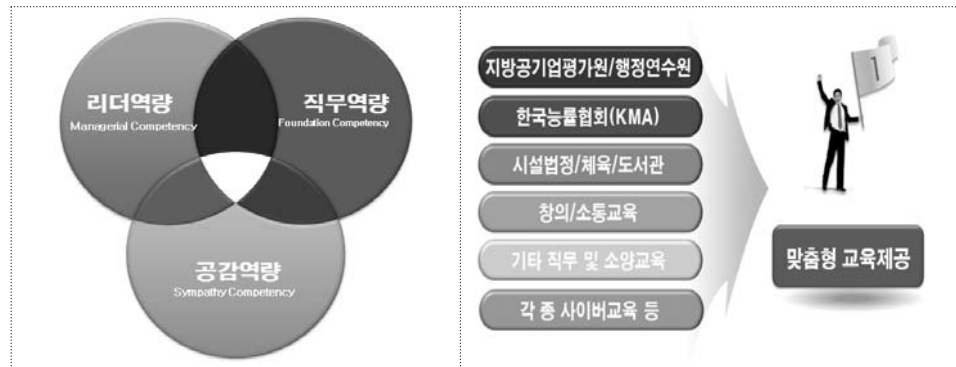 리더역량
Managerial Competency
직무역량
Foundation Competency
공감역량
Sympathy Competency
지방공기업평가원/행정연수원
한국능률협회(KMA)
시설법정/체육/도서관
창의/소통교육
기타 직무 및 소양교육
각 종 사이버교육 등
1
맞춤형 교육제공